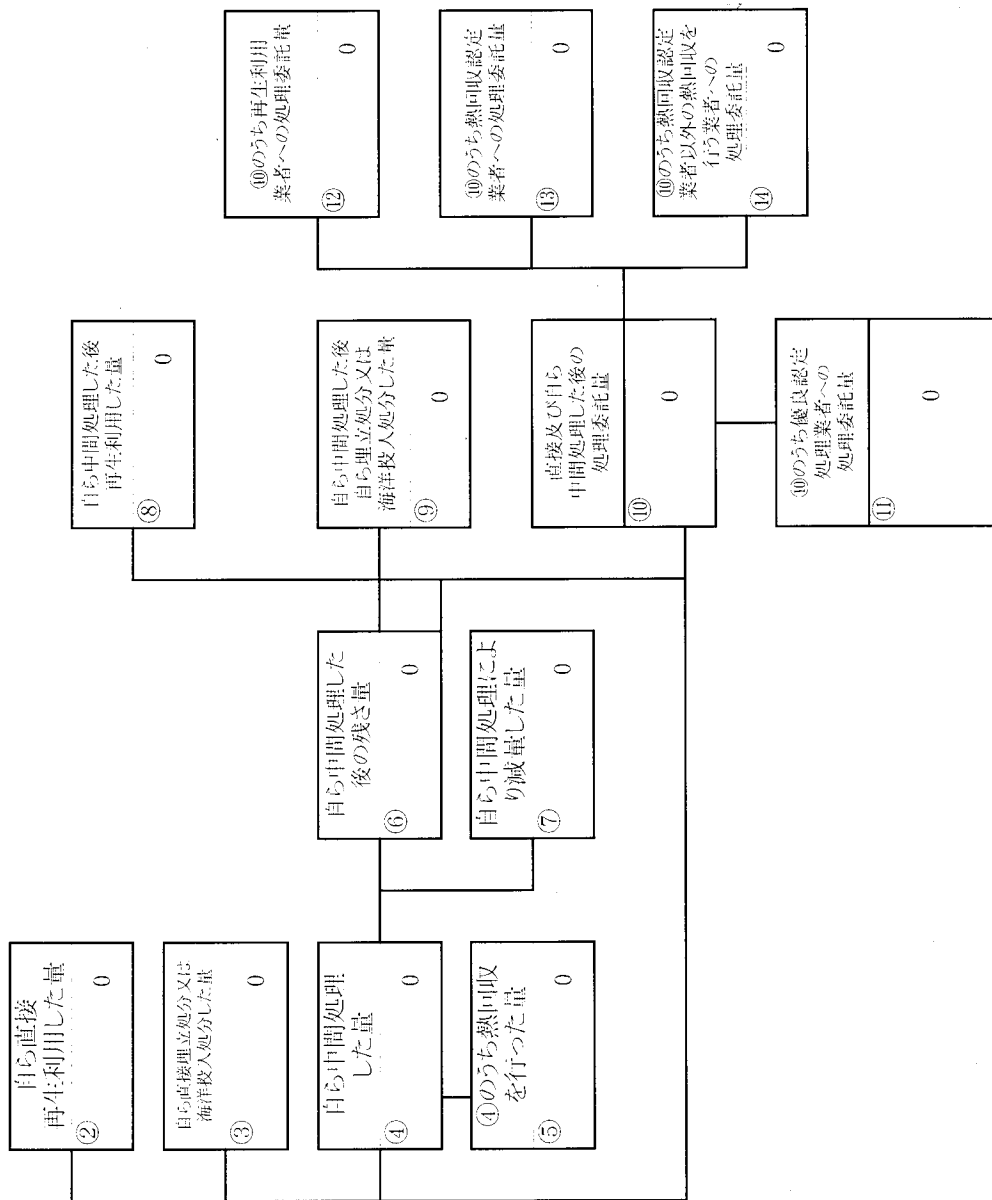 ②
自ら直接
再生利用した量
0
③
自ら直接埋立処分又は
海洋投入処分した量
0
④
自ら中間処理
した量
0
⑤
④のうち熱回収
を行った量
0
⑥
自ら中間処理した
後の残さ量
0
⑦
自ら中間処理によ
り減量した量
0
⑧
自ら中間処理した後
再生利用した量
0
⑨
自ら中間処理した後
自ら埋立処分又は
海洋投入処分した量
0
⑩
直接及び自ら
中間処理した後の
処理委託量
0
⑪
⑩のうち優良認定
処理業者への
処理委託量
0
⑫
⑩のうち再生利用
業者への処理委託量
0
⑬
⑩のうち熱回収認定
業者への処理委託量
0
⑭
⑩のうち熱回収認定
業者以外の熱回収を
行う業者への
処理委託量
0